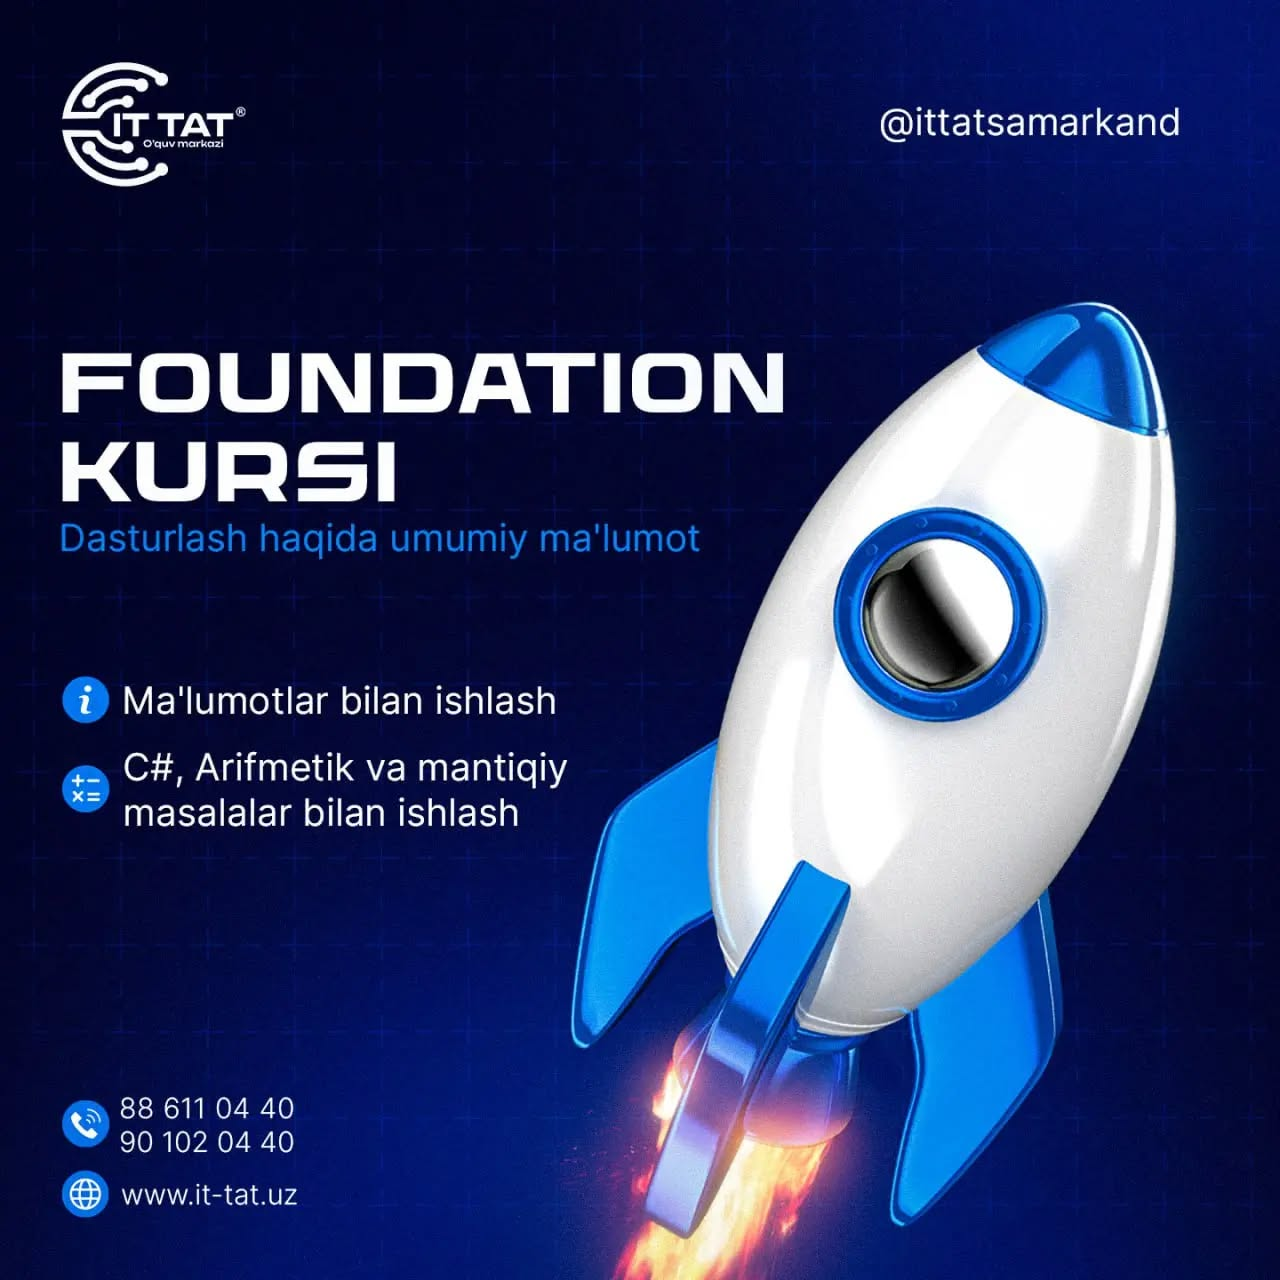 IT TAT®
O'quv markazi
@ittatsamarkand
FOUNDATION
KURSI
Dasturlash haqida umumiy ma'lumot
Ma'lumotlar bilan ishlash
C#, Arifmetik va mantiqiy
masalalar bilan ishlash
88 611 04 40
90 102 04 40
www.it-tat.uz